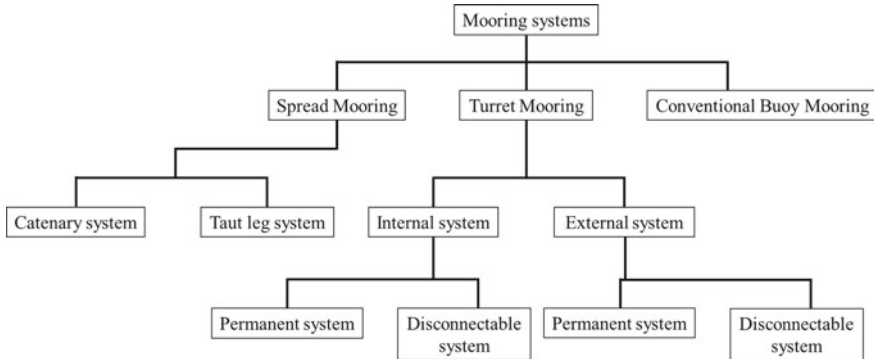 Mooring systems
Spread Mooring
Turret Mooring
Conventional Buoy Mooring
Catenary system
Taut leg system
Internal system
External system
Permanent system
Disconnectable
system
Permanent system
Disconnectable
system